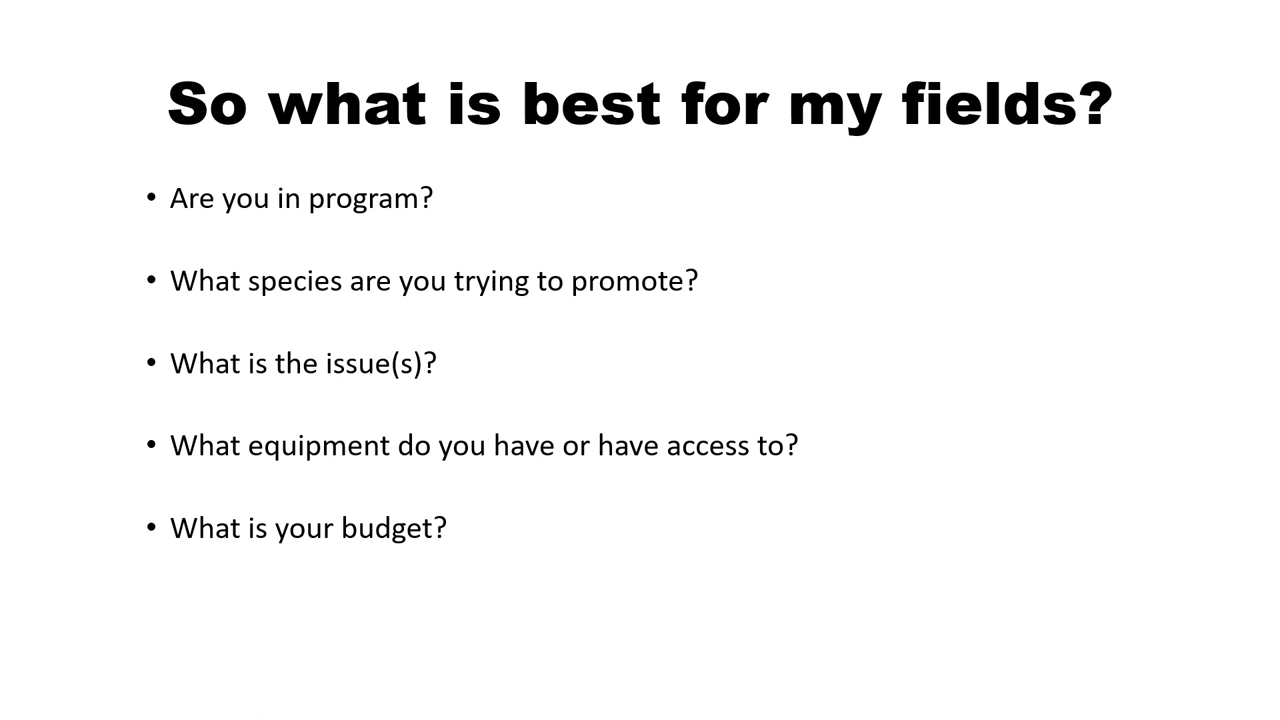 So what is best for my fields?
• Are you in program?
• What species are you trying to promote?
• What is the issue(s)?
• What equipment do you have or have access to?
• What is your budget?